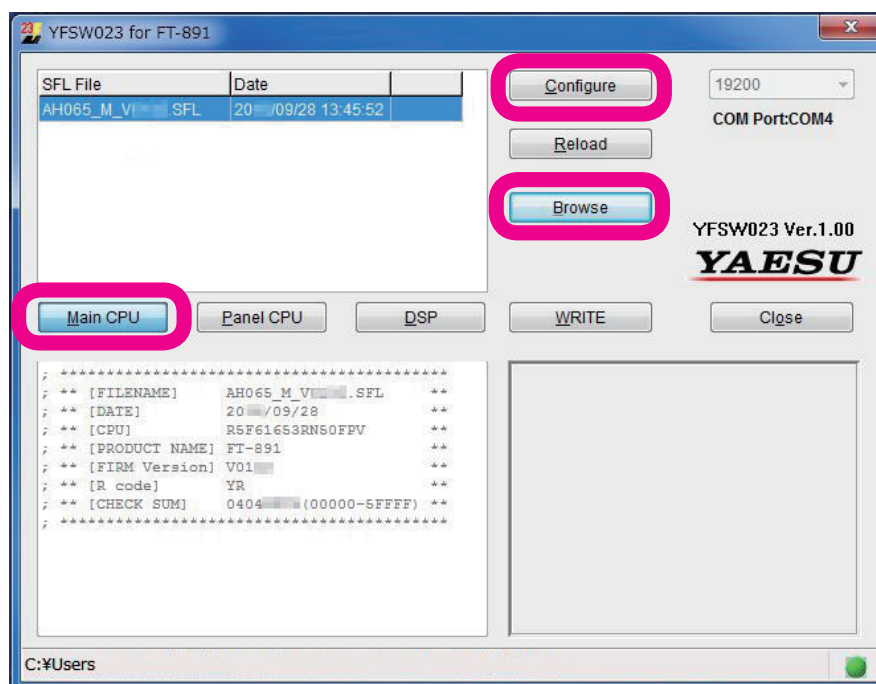 23 YFSW023 for FT-891
SFL File Date
AH065_M_V .SFL 20 /09/28 13:45:52
Configure
19200
COM Port:COM4
Reload
Browse
YFSW023 Ver.1.00
YAESU
Main CPU Panel CPU DSP WRITE Close
; ******************************************
; ** [FILENAME] AH065_M_V .SFL **
; ** [DATE] 20 /09/28 **
; ** [CPU] R5F61653RN50FPV **
; ** [PRODUCT NAME] FT-891 **
; ** [FIRM Version] V01 **
; ** [R code] YR **
; ** [CHECK SUM] 0404 (00000-5FFFF) **
; ******************************************
C:¥Users